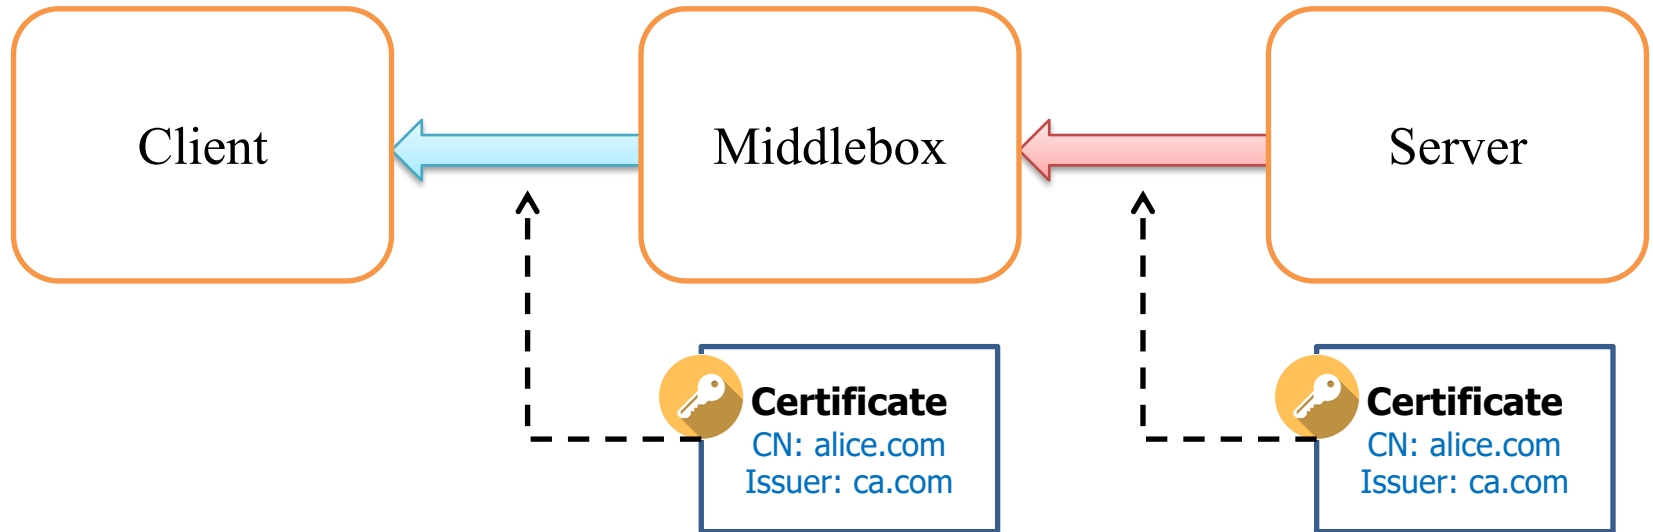 Client
Middlebox
Server
Certificate
CN: alice.com
Issuer: ca.com
Certificate
CN: alice.com
Issuer: ca.com